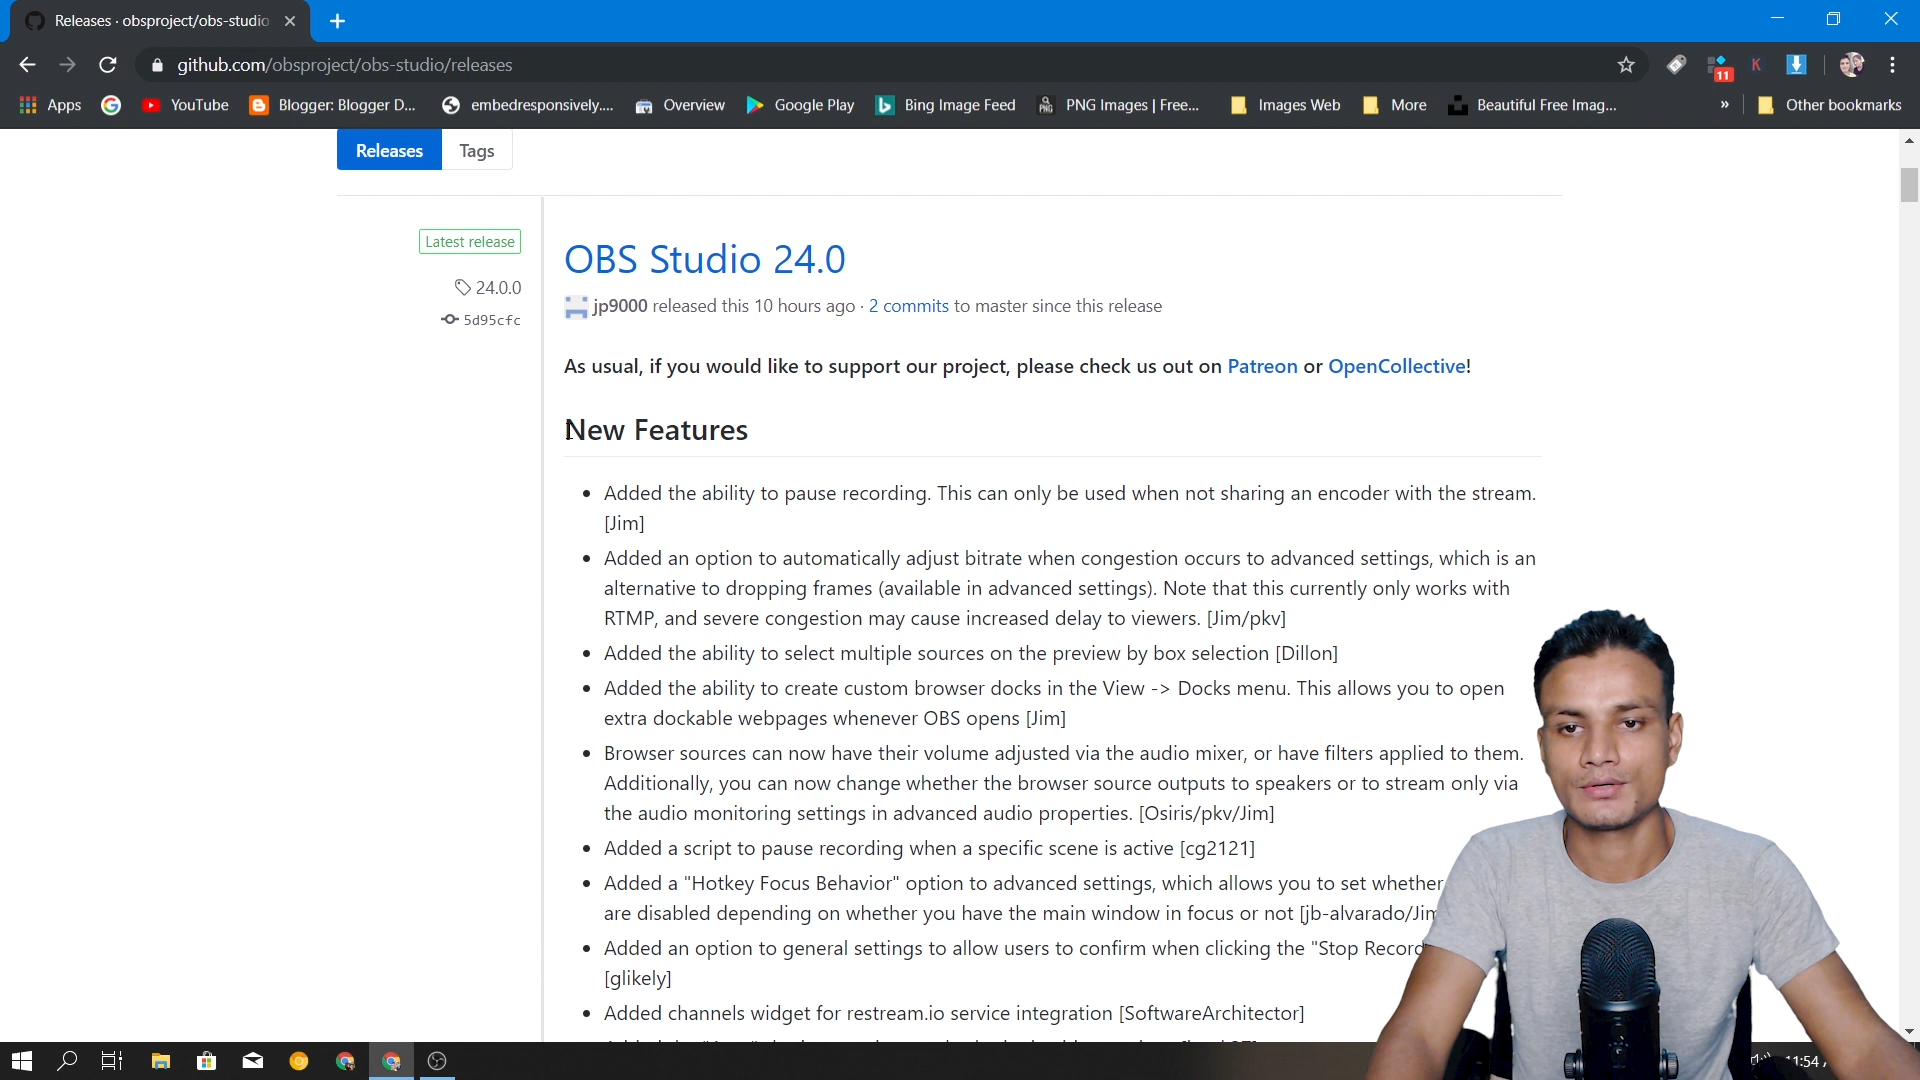 Releases · obsproject/obs-studio
github.com/obsproject/obs-studio/releases
11
K
Apps
YouTube
Blogger: Blogger D...
embedresponsively....
Overview
Google Play
Bing Image Feed
PNG Images | Free...
Images Web
More
Beautiful Free Imag...
»
Other bookmarks
Releases
Tags
Latest release
24.0.0
5d95cfc
OBS Studio 24.0
jp9000 released this 10 hours ago · 2 commits to master since this release
As usual, if you would like to support our project, please check us out on Patreon or OpenCollective!
New Features
• Added the ability to pause recording. This can only be used when not sharing an encoder with the stream.
[Jim]
• Added an option to automatically adjust bitrate when congestion occurs to advanced settings, which is an
alternative to dropping frames (available in advanced settings). Note that this currently only works with
RTMP, and severe congestion may cause increased delay to viewers. [Jim/pkv]
• Added the ability to select multiple sources on the preview by box selection [Dillon]
• Added the ability to create custom browser docks in the View -> Docks menu. This allows you to open
extra dockable webpages whenever OBS opens [Jim]
• Browser sources can now have their volume adjusted via the audio mixer, or have filters applied to them.
Additionally, you can now change whether the browser source outputs to speakers or to stream only via
the audio monitoring settings in advanced audio properties. [Osiris/pkv/Jim]
• Added a script to pause recording when a specific scene is active [cg2121]
• Added a "Hotkey Focus Behavior" option to advanced settings, which allows you to set whether
are disabled depending on whether you have the main window in focus or not [jb-alvarado/Jim
• Added an option to general settings to allow users to confirm when clicking the "Stop Record
[glikely]
• Added channels widget for restream.io service integration [SoftwareArchitector]
11:54